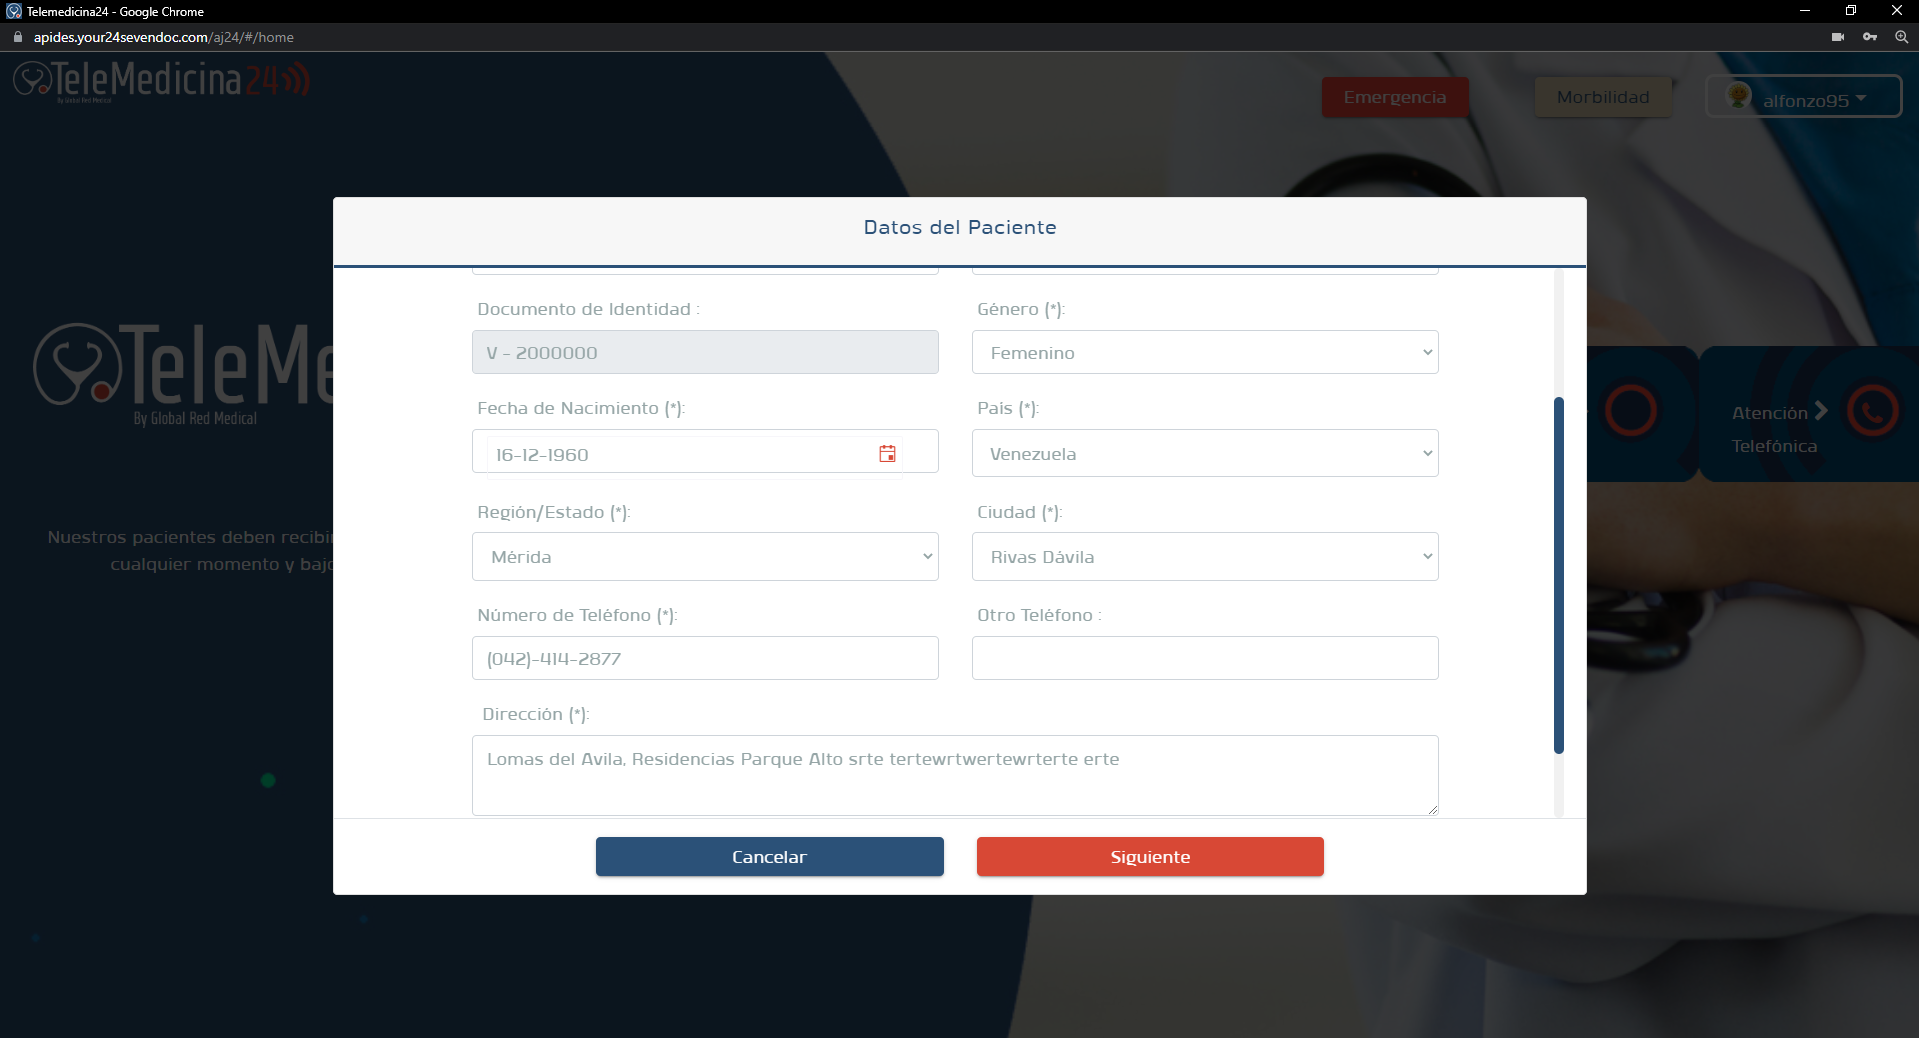 Telemedicina24 - Google Chrome
apides.your24sevendoc.com/aj24/#/home
TeleMedicina24
By Global Red Medical
Emergencia
Morbilidad
alfonzo95
Datos del Paciente
Documento de Identidad :
Género (*):
V - 2000000
Femenino
Fecha de Nacimiento (*):
País (*):
16-12-1960
Venezuela
Región/Estado (*):
Ciudad (*):
Mérida
Rivas Dávila
Número de Teléfono (*):
Otro Teléfono :
(042)-414-2877
Dirección (*):
Lomas del Avila, Residencias Parque Alto srte tertewrtwertewrterte erte
Cancelar
Siguiente
TeleMe
By Global Red Medical
Nuestros pacientes deben recibir
cualquier momento y bajo
Atención
Telefónica